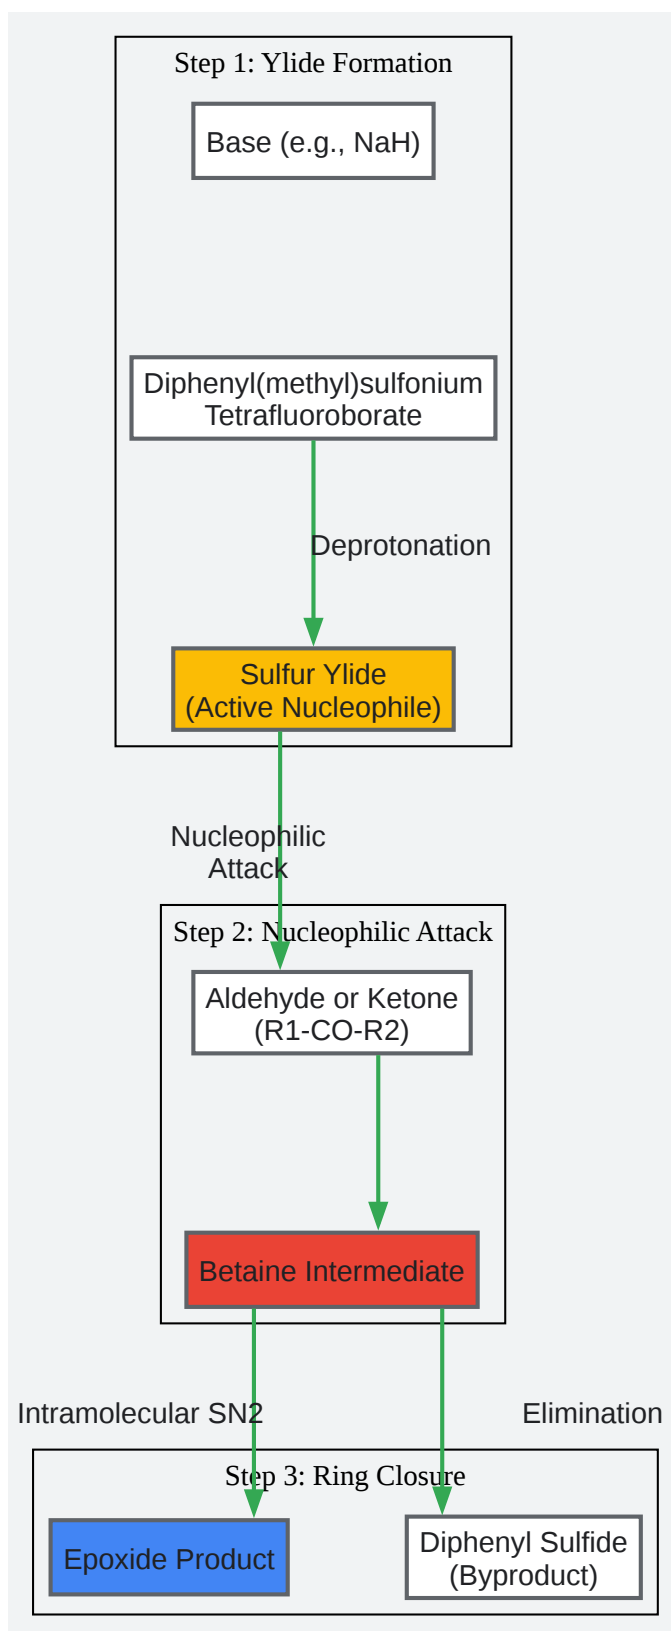 Step 1: Ylide Formation
Base (e.g., NaH)
Diphenyl(methyl)sulfonium
Tetrafluoroborate
Deprotonation
Sulfur Ylide
(Active Nucleophile)
Nucleophilic
Attack
Step 2: Nucleophilic Attack
Aldehyde or Ketone
(R1-CO-R2)
Betaine Intermediate
Intramolecular SN2
Elimination
Step 3: Ring Closure
Epoxide Product
Diphenyl Sulfide
(Byproduct)